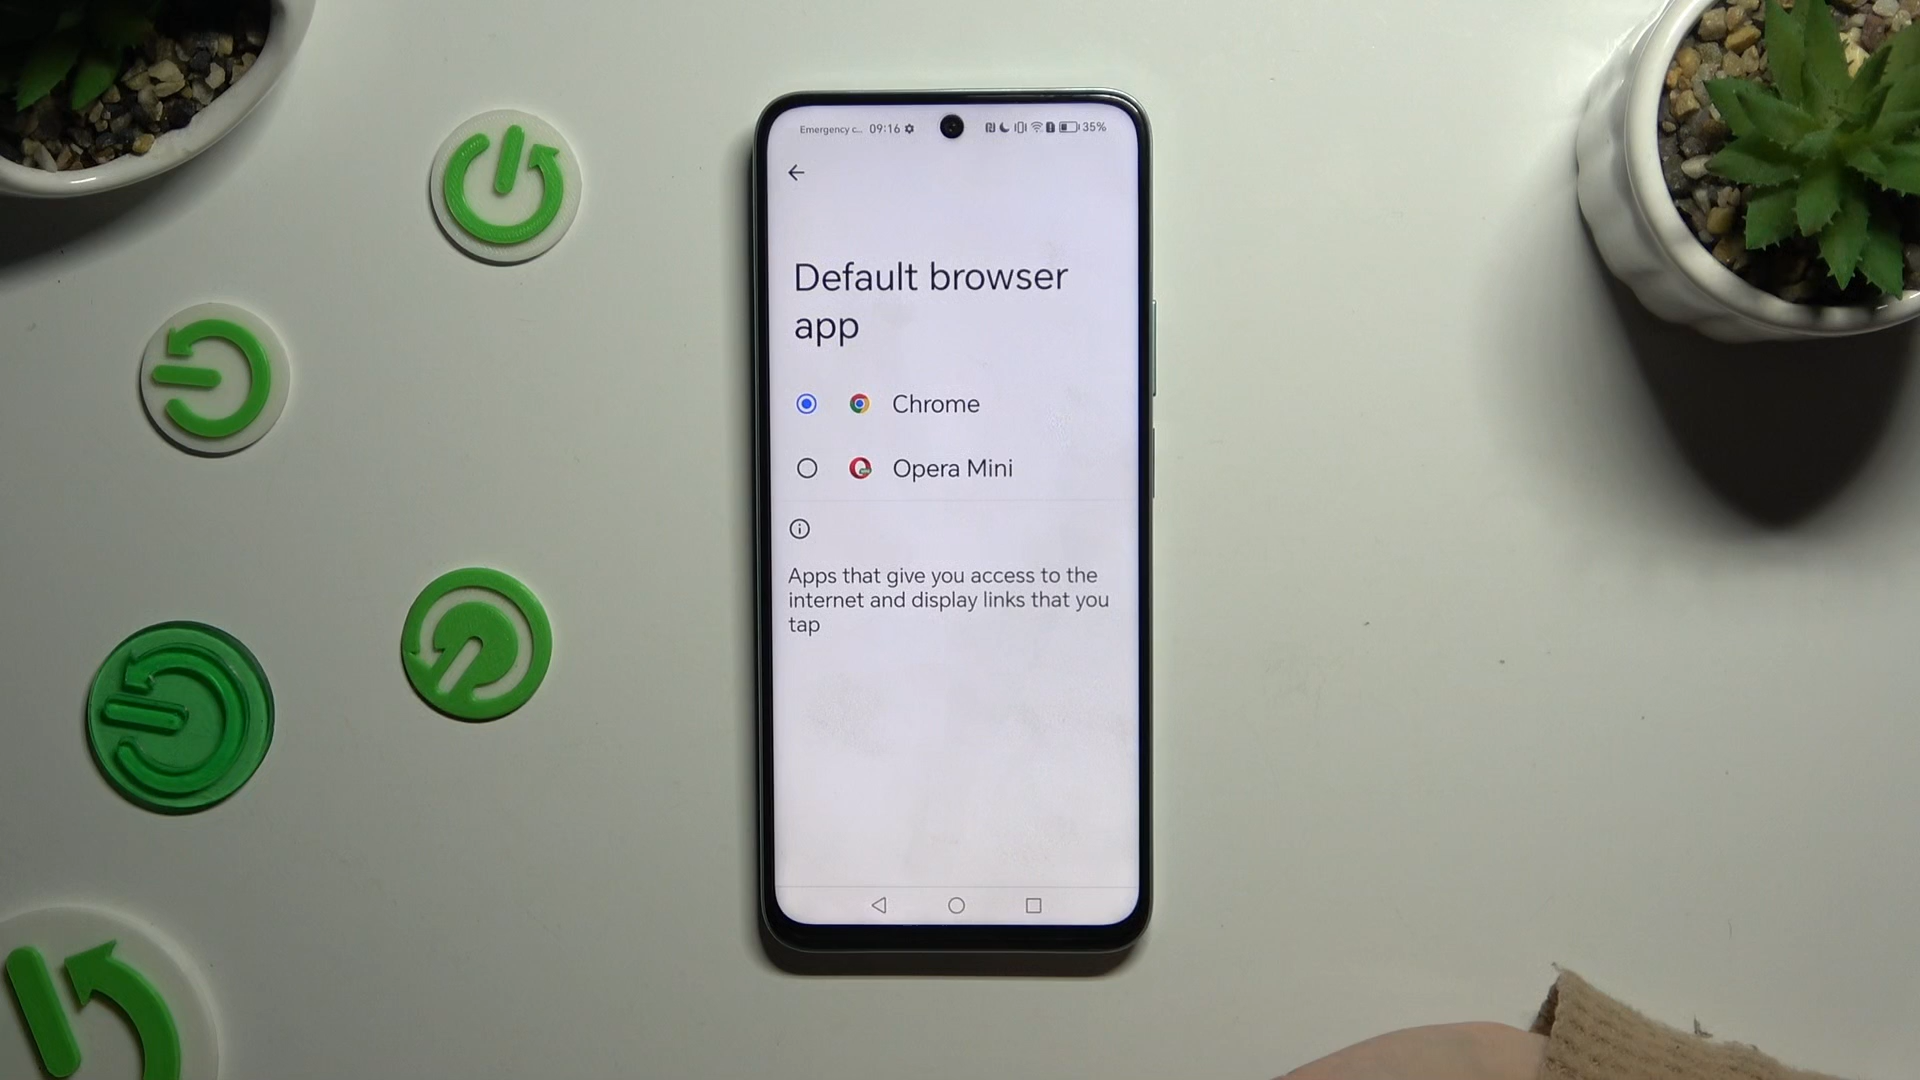 Emergency c... 09:16 35%
Default browser
app
Chrome
Opera Mini
Apps that give you access to the
internet and display links that you
tap